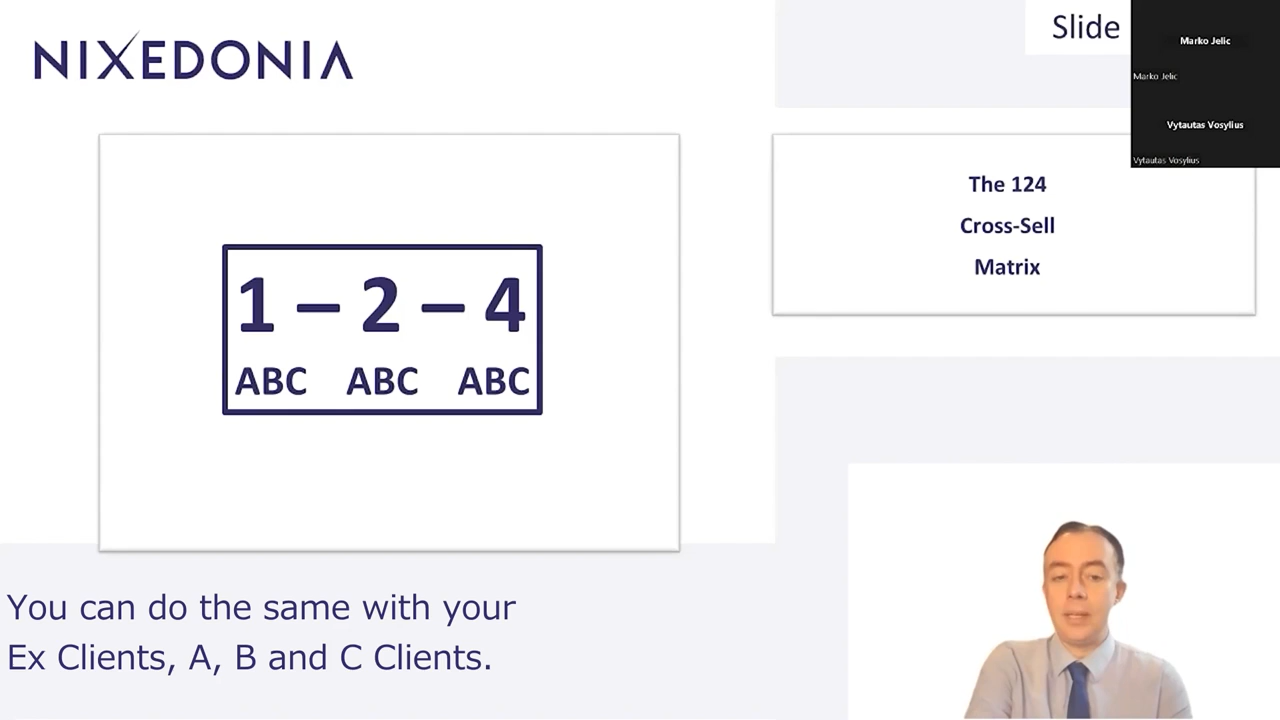 NIXEDONIA
Slide
Marko Jelic
Marko Jelic
Vytautas Vosylius
Vytautas Vosylius
The 124
Cross-Sell
Matrix
1 – 2 – 4
ABC ABC ABC
You can do the same with your
Ex Clients, A, B and C Clients.